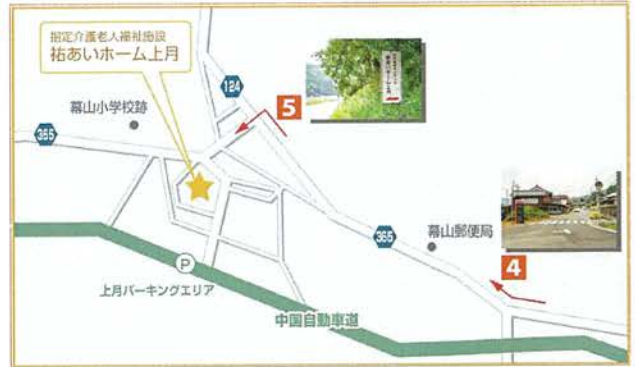 指定介護老人福祉施設
祐あいホーム上月
124
5
幕山小学校跡
365
365
幕山郵便局
4
P
上月パーキングエリア
中国自動車道